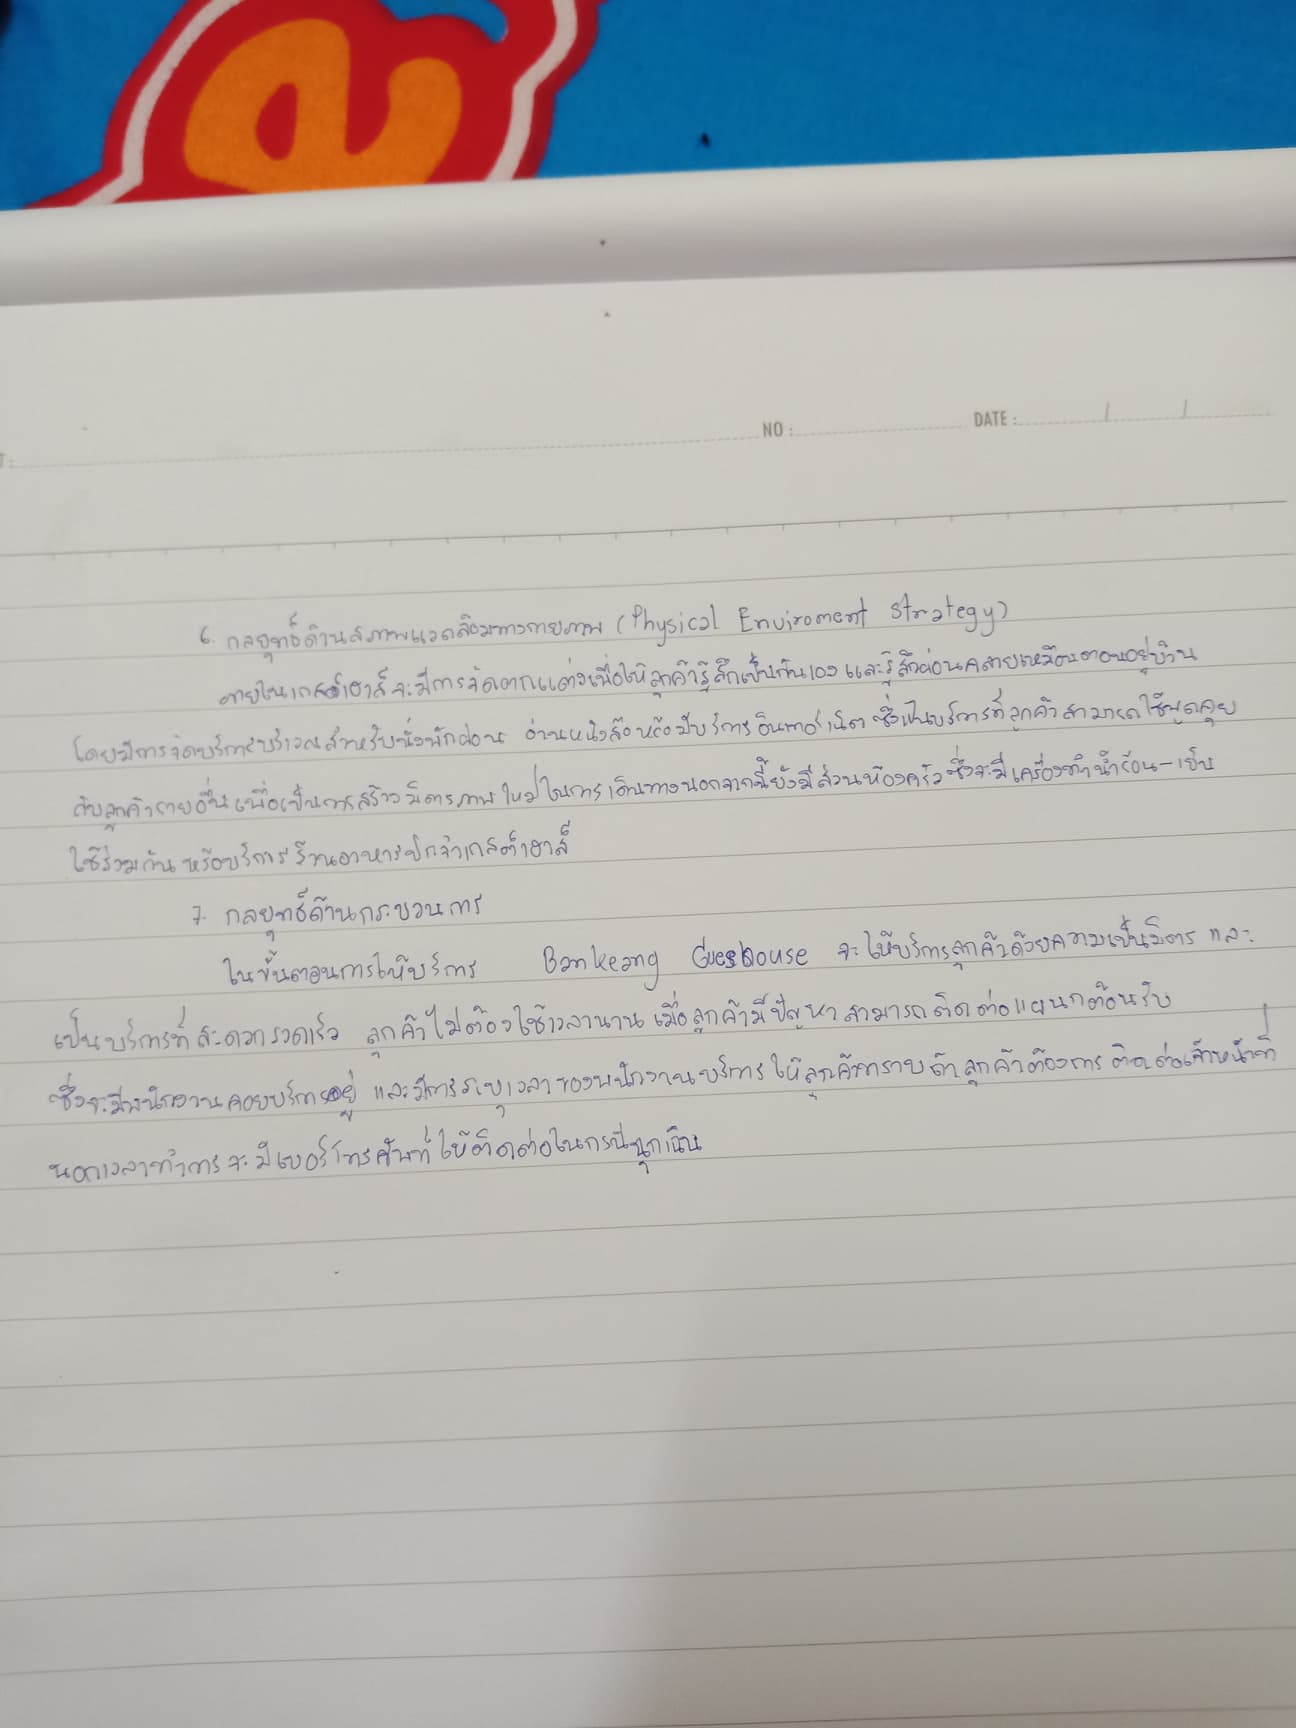 NO :
DATE : / /
6. กลยุทธ์ด้านสภาพแวดล้อมทางกายภาพ (Physical Enviroment Strategy)
ภายในเกสต์เฮาส์จะมีการจัดตกแต่งเพื่อให้ลูกค้ารู้สึกเป็นกันเอง และรู้สึกผ่อนคลายเหมือนตอนอยู่บ้าน
โดยมีการจัดบริการบริเวณสำหรับนั่งพักผ่อน อ่านหนังสือหรือมีบริการอินเทอร์เน็ต ซึ่งเป็นบริการที่ลูกค้าสามารถใช้พูดคุย
กับลูกค้ารายอื่นเพื่อเป็นการสร้างมิตรภาพใหม่ในการเดินทางนอกจากนี้ยังมีส่วนห้องครัวซึ่งจะมีเครื่องทำน้ำร้อน-เย็น
ใช้ร่วมกัน หรือบริการร้านอาหารประจำเกสต์เฮาส์
7. กลยุทธ์ด้านกระบวนการ
ในขั้นตอนการให้บริการ Bankeang Guesthouse จะให้บริการลูกค้าด้วยความเป็นมิตร และ
เป็นบริการที่สะดวกรวดเร็ว ลูกค้าไม่ต้องใช้เวลานาน เมื่อลูกค้ามีปัญหาสามารถติดต่อแผนกต้อนรับ
ซึ่งจะมีพนักงานคอยบริการอยู่ และมีการระบุเวลาของพนักงานบริการให้ลูกค้าทราบถ้าลูกค้าต้องการติดต่อเจ้าหน้าที่
นอกเวลาทำการจะมีเบอร์โทรศัพท์ให้ติดต่อในกรณีฉุกเฉิน